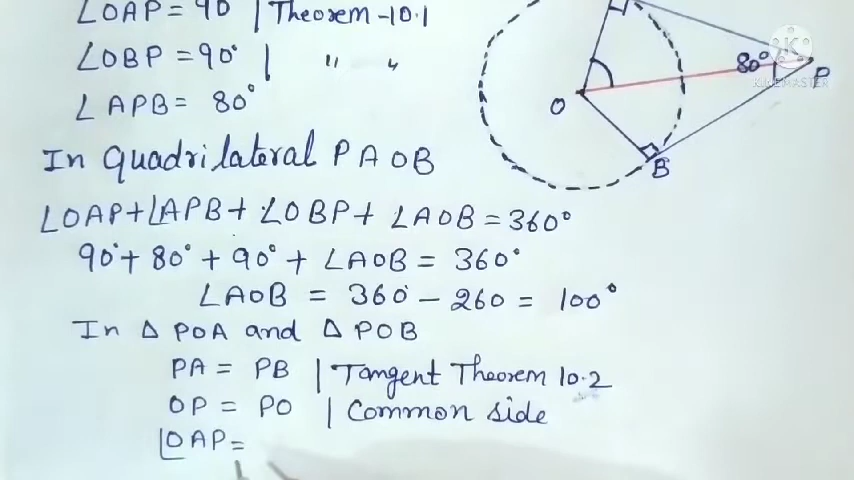 ∠OAP = 90 | Theorem -10.1
∠OBP = 90° | " "
∠APB = 80°
In Quadrilateral PAOB
∠OAP + ∠APB + ∠OBP + ∠AOB = 360°
90° + 80° + 90° + ∠AOB = 360°
∠AOB = 360 - 260 = 100°
In Δ POA and Δ POB
PA = PB | Tangent Theorem 10.2
OP = PO | Common side
∠OAP =
80°
P
O
B
K
KINEMASTER